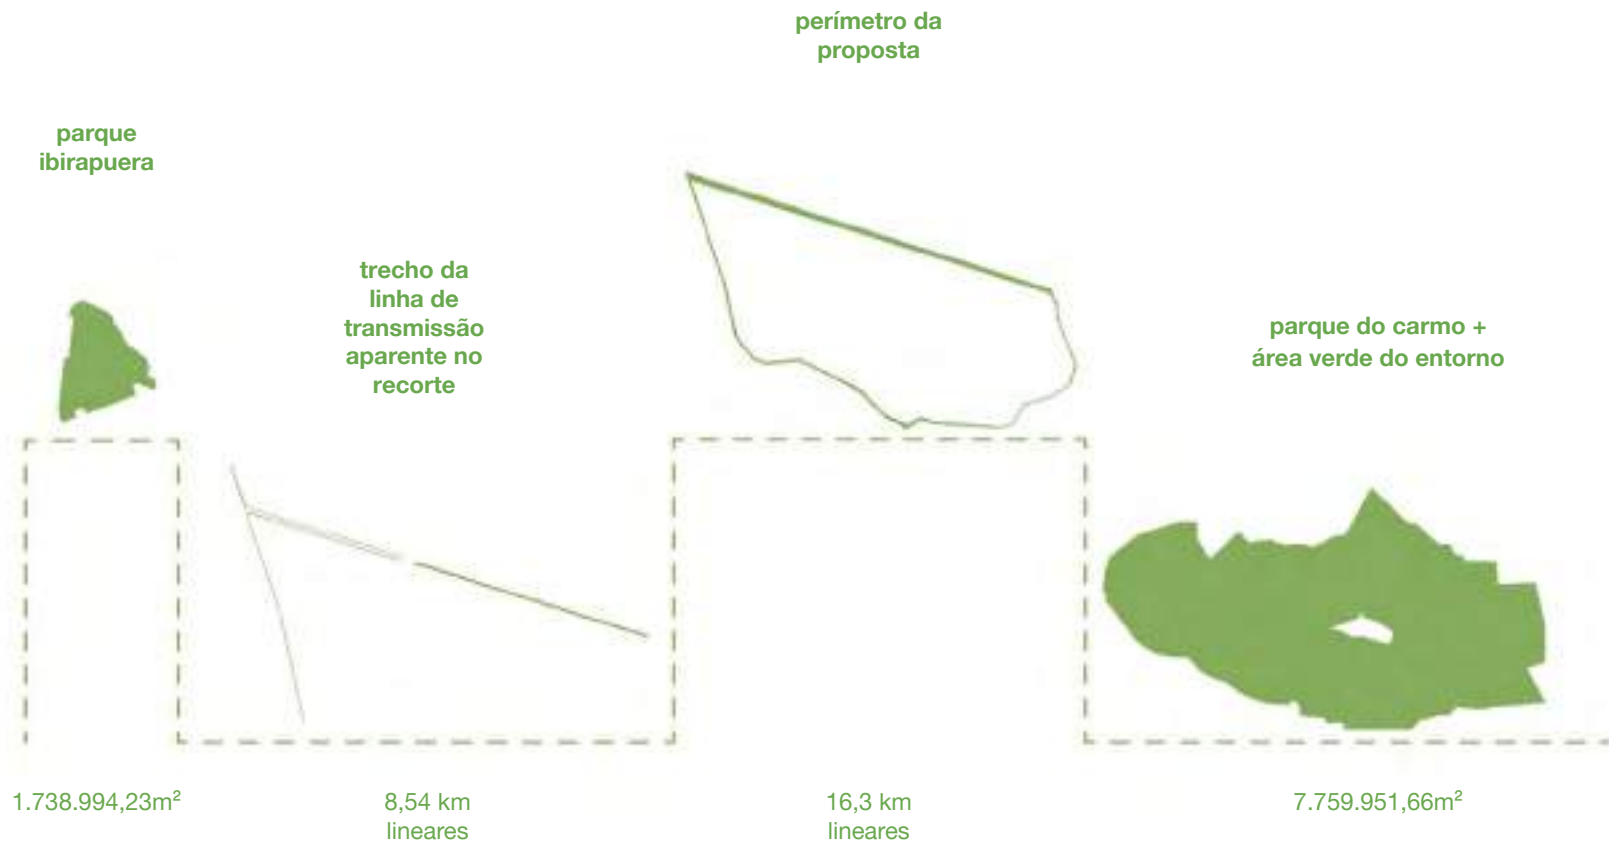 perímetro da
proposta
parque
ibirapuera
trecho da
linha de
transmissão
aparente no
recorte
parque do carmo +
área verde do entorno
1.738.994,23m²
8,54 km
lineares
16,3 km
lineares
7.759.951,66m²